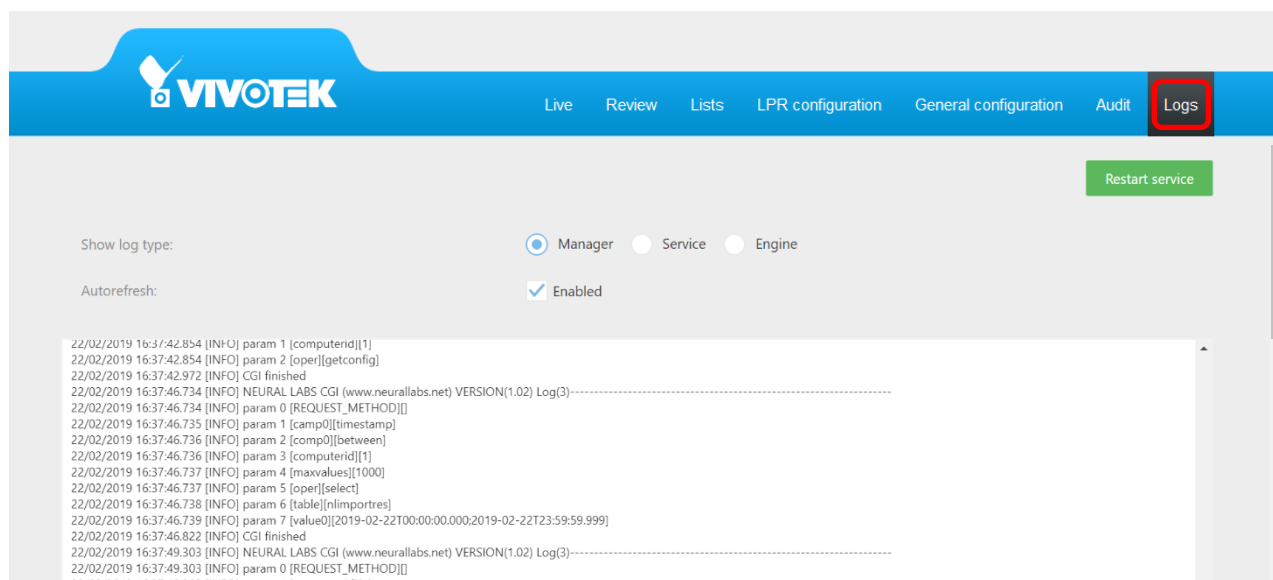 VIVOTEK
Live Review Lists LPR configuration General configuration Audit Logs
Restart service
Show log type: Manager Service Engine
Autorefresh: Enabled
22/02/2019 16:37:42.854 [INFO] param 1 [computerid][1]
22/02/2019 16:37:42.854 [INFO] param 2 [oper][getconfig]
22/02/2019 16:37:42.972 [INFO] CGI finished
22/02/2019 16:37:46.734 [INFO] NEURAL LABS CGI (www.neurallabs.net) VERSION(1.02) Log(3)--------------------------------------------------------------------------------
22/02/2019 16:37:46.734 [INFO] param 0 [REQUEST_METHOD][]
22/02/2019 16:37:46.735 [INFO] param 1 [camp0][timestamp]
22/02/2019 16:37:46.736 [INFO] param 2 [comp0][between]
22/02/2019 16:37:46.736 [INFO] param 3 [computerid][1]
22/02/2019 16:37:46.737 [INFO] param 4 [maxvalues][1000]
22/02/2019 16:37:46.737 [INFO] param 5 [oper][select]
22/02/2019 16:37:46.738 [INFO] param 6 [table][nlimportres]
22/02/2019 16:37:46.739 [INFO] param 7 [value0][2019-02-22T00:00:00.000;2019-02-22T23:59:59.999]
22/02/2019 16:37:46.822 [INFO] CGI finished
22/02/2019 16:37:49.303 [INFO] NEURAL LABS CGI (www.neurallabs.net) VERSION(1.02) Log(3)--------------------------------------------------------------------------------
22/02/2019 16:37:49.303 [INFO] param 0 [REQUEST_METHOD][]